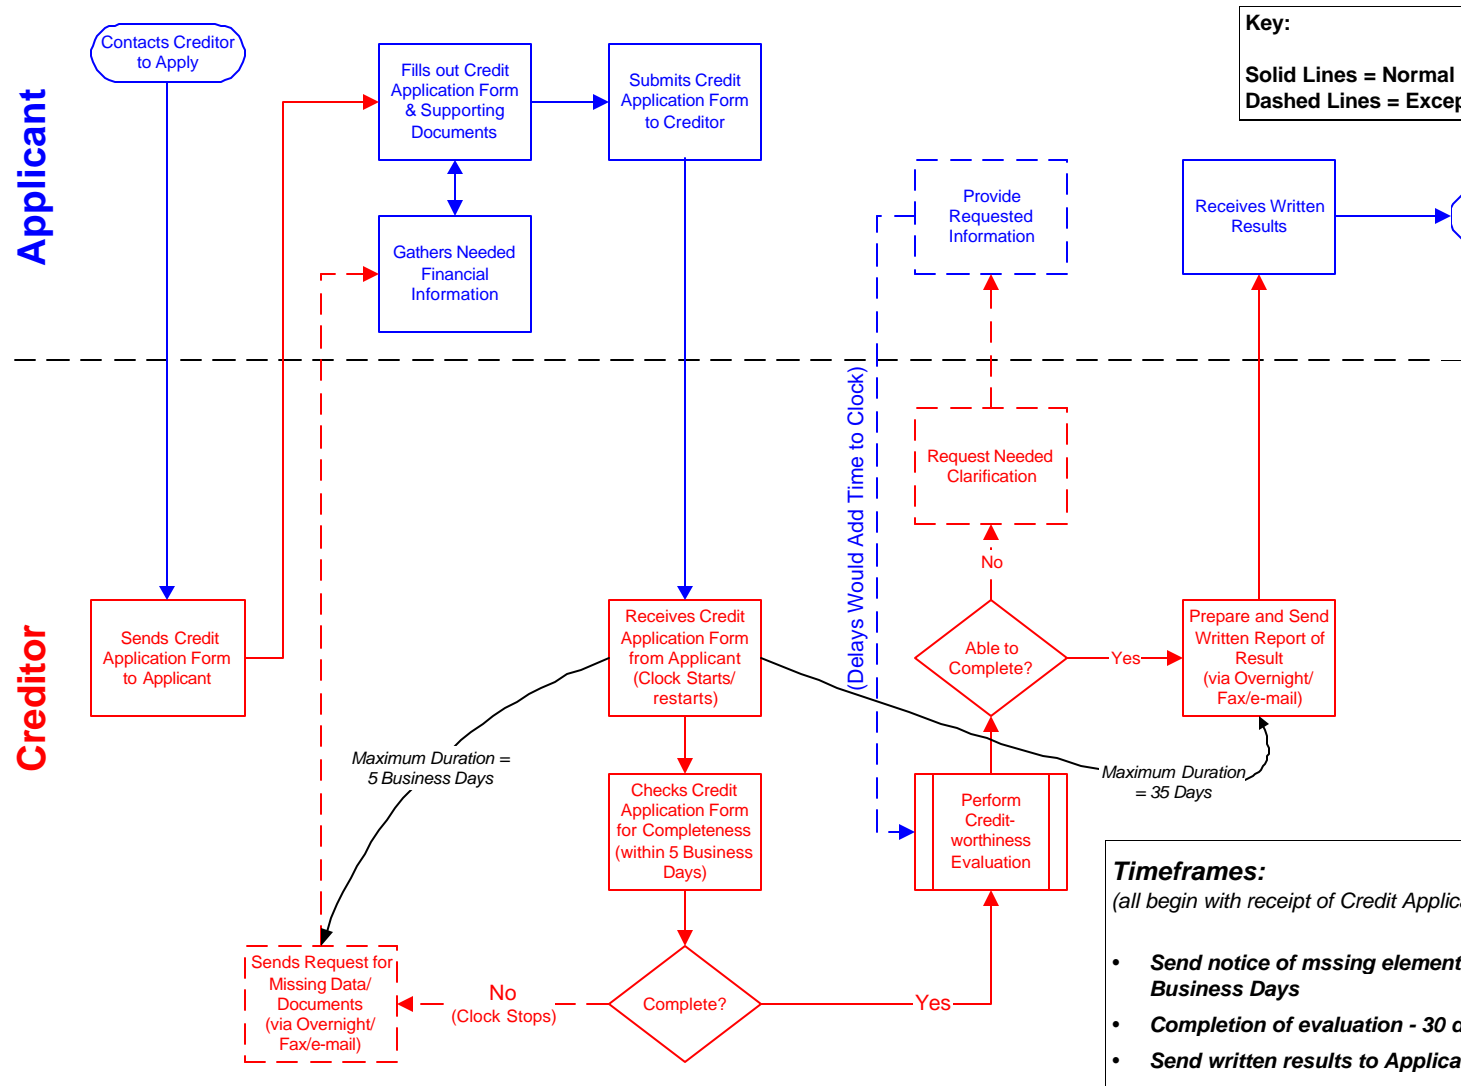 Key:
Solid Lines = Normal
Dashed Lines =
Applicant
Contacts Creditor
to Apply
Fills out Credit
Application Form
& Supporting
Documents
Submits Credit
Application Form
to Creditor
Gathers Needed
Financial
Information
Provide
Requested
Information
Receives Written
Results
Creditor
Sends Credit
Application Form
to Applicant
Receives Credit
Application Form
from Applicant
(Clock Starts/
restarts)
(Delays Would Add Time to Clock)
Request Needed
Clarification
No
Able to
Complete?
Yes
Prepare and Send
Written Report of
Result
(via Overnight/
Fax/e-mail)
Maximum Duration =
5 Business Days
Maximum Duration
= 35 Days
Checks Credit
Application Form
for Completeness
(within 5 Business
Days)
Perform
Credit-
worthiness
Evaluation
Sends Request for
Missing Data/
Documents
(via Overnight/
Fax/e-mail)
No
(Clock Stops)
Complete?
Yes
Timeframes:
(all begin with receipt of Credit
• Send notice of mssing
Business Days
• Completion of evaluation - 30
• Send written results to